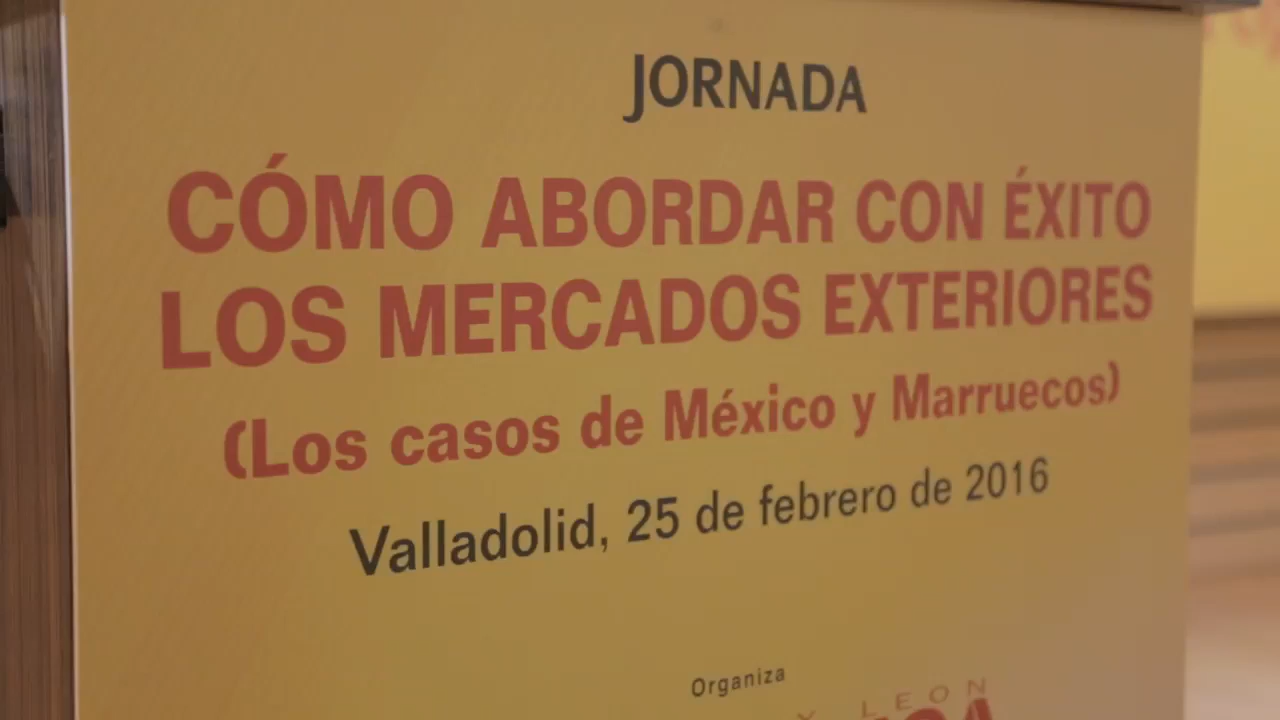 JORNADA
CÓMO ABORDAR CON ÉXITO
LOS MERCADOS EXTERIORES
(Los casos de México y Marruecos)
Valladolid, 25 de febrero de 2016
Organiza
Y LEON